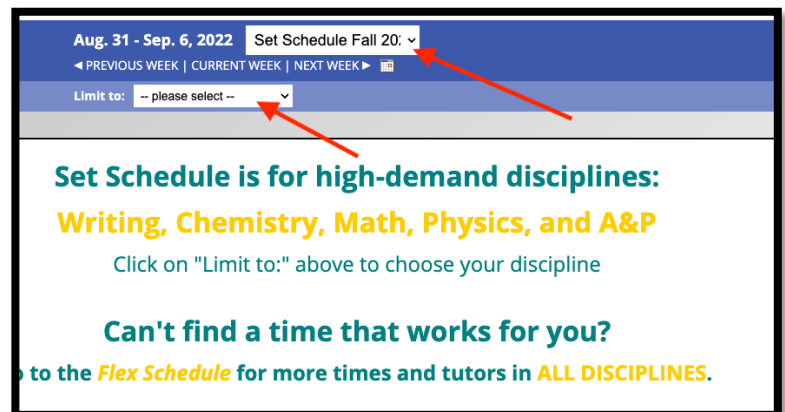 Aug. 31 - Sep. 6, 2022 Set Schedule Fall 20
◄ PREVIOUS WEEK | CURRENT WEEK | NEXT WEEK ►
Limit to: -- please select --
Set Schedule is for high-demand disciplines:
Writing, Chemistry, Math, Physics, and A&P
Click on "Limit to:" above to choose your discipline
Can't find a time that works for you?
to the Flex Schedule for more times and tutors in ALL DISCIPLINES.